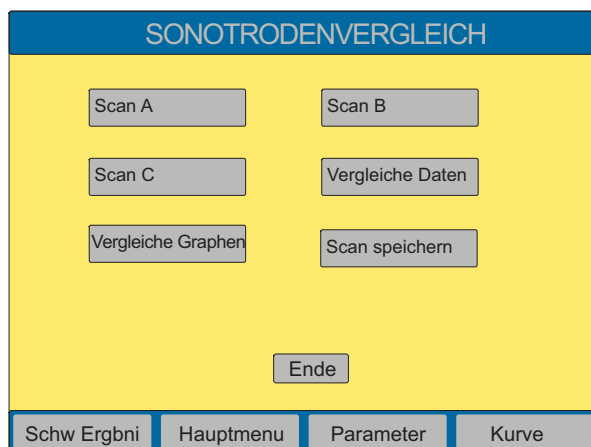 SONOTRODENVERGLEICH
Scan A
Scan B
Scan C
Vergleiche Daten
Vergleiche Graphen
Scan speichern
Ende
Schw Ergbni
Hauptmenu
Parameter
Kurve